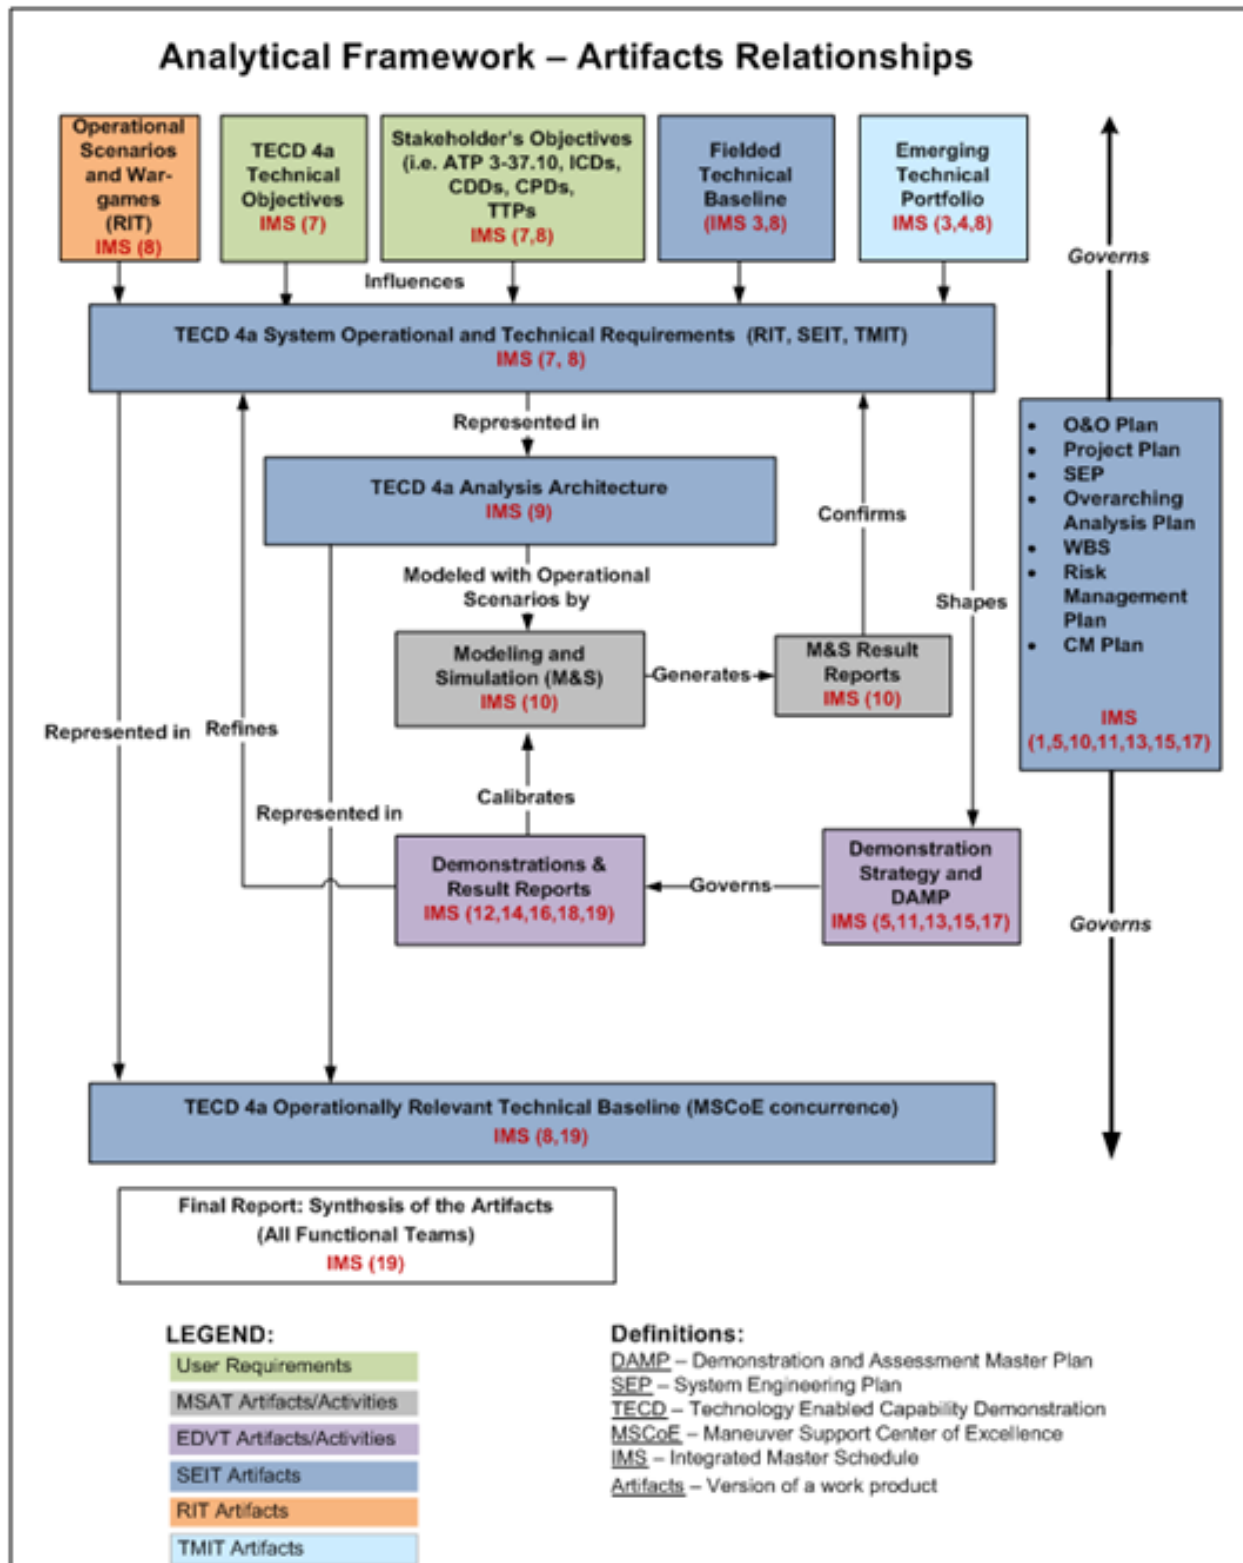 Analytical Framework – Artifacts Relationships
Operational
Scenarios
and War-
games
(RIT)
IMS (8)
TECD 4a
Technical
Objectives
IMS (7)
Stakeholder's Objectives
(i.e. ATP 3-37.10, ICDs,
CDDs, CPDs,
TTPs
IMS (7,8)
Fielded
Technical
Baseline
(IMS 3,8)
Emerging
Technical
Portfolio
IMS (3,4,8)
Governs
Influences
TECD 4a System Operational and Technical Requirements (RIT, SEIT, TMIT)
IMS (7, 8)
Represented in
TECD 4a Analysis Architecture
IMS (9)
Confirms
• O&O Plan
• Project Plan
• SEP
• Overarching
Analysis Plan
• WBS
• Risk
Management
Plan
• CM Plan
IMS
(1,5,10,11,13,15,17)
Modeled with Operational
Scenarios by
Shapes
Modeling and
Simulation (M&S)
IMS (10)
Generates
M&S Result
Reports
IMS (10)
Represented in
Refines
Calibrates
Represented in
Demonstrations &
Result Reports
IMS (12,14,16,18,19)
Governs
Demonstration
Strategy and
DAMP
IMS (5,11,13,15,17)
Governs
TECD 4a Operationally Relevant Technical Baseline (MSCoE concurrence)
IMS (8,19)
Final Report: Synthesis of the Artifacts
(All Functional Teams)
IMS (19)
LEGEND:
User Requirements
MSAT Artifacts/Activities
EDVT Artifacts/Activities
SEIT Artifacts
RIT Artifacts
TMIT Artifacts
Definitions:
DAMP – Demonstration and Assessment Master Plan
SEP – System Engineering Plan
TECD – Technology Enabled Capability Demonstration
MSCoE – Maneuver Support Center of Excellence
IMS – Integrated Master Schedule
Artifacts – Version of a work product